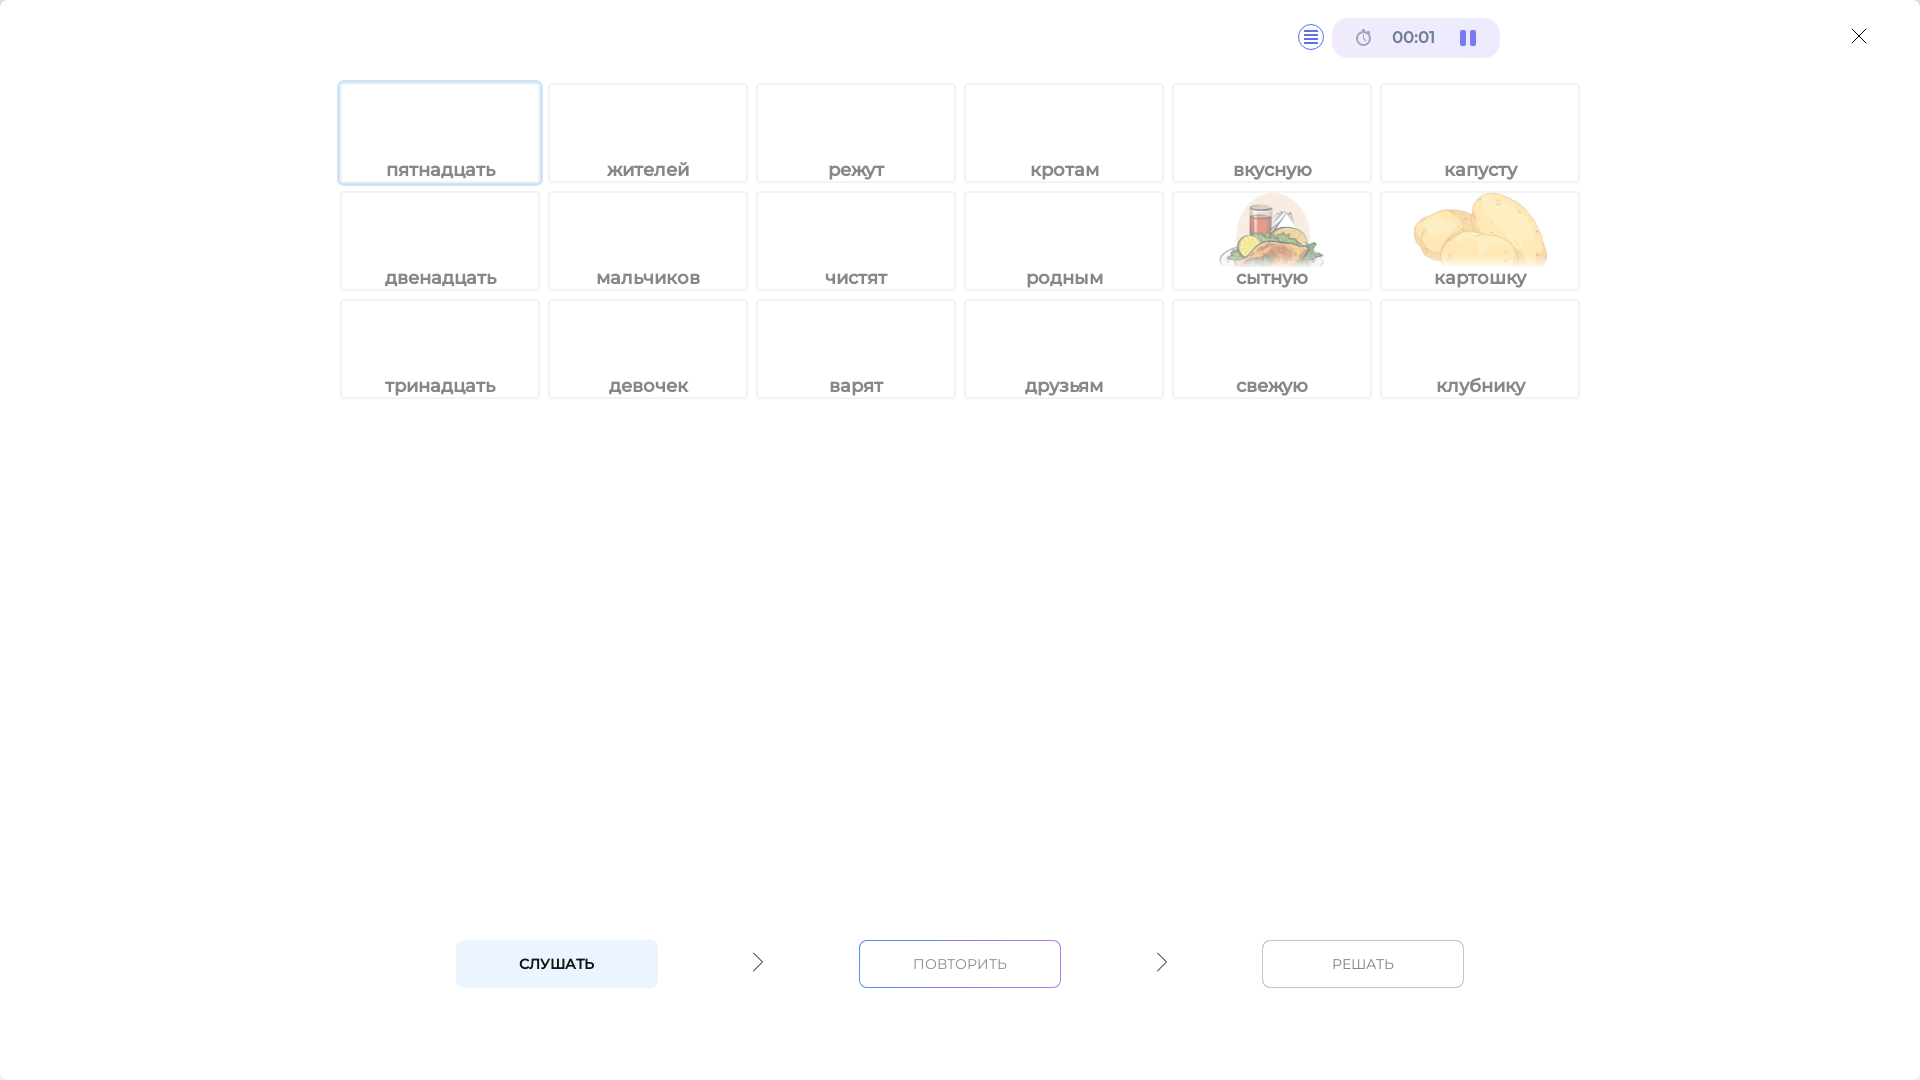 00:01
пятнадцать жителей режут кротам вкусную капусту
двенадцать мальчиков чистят родным сытную картошку
тринадцать девочек варят друзьям свежую клубнику
СЛУШАТЬ ПОВТОРИТЬ РЕШАТЬ